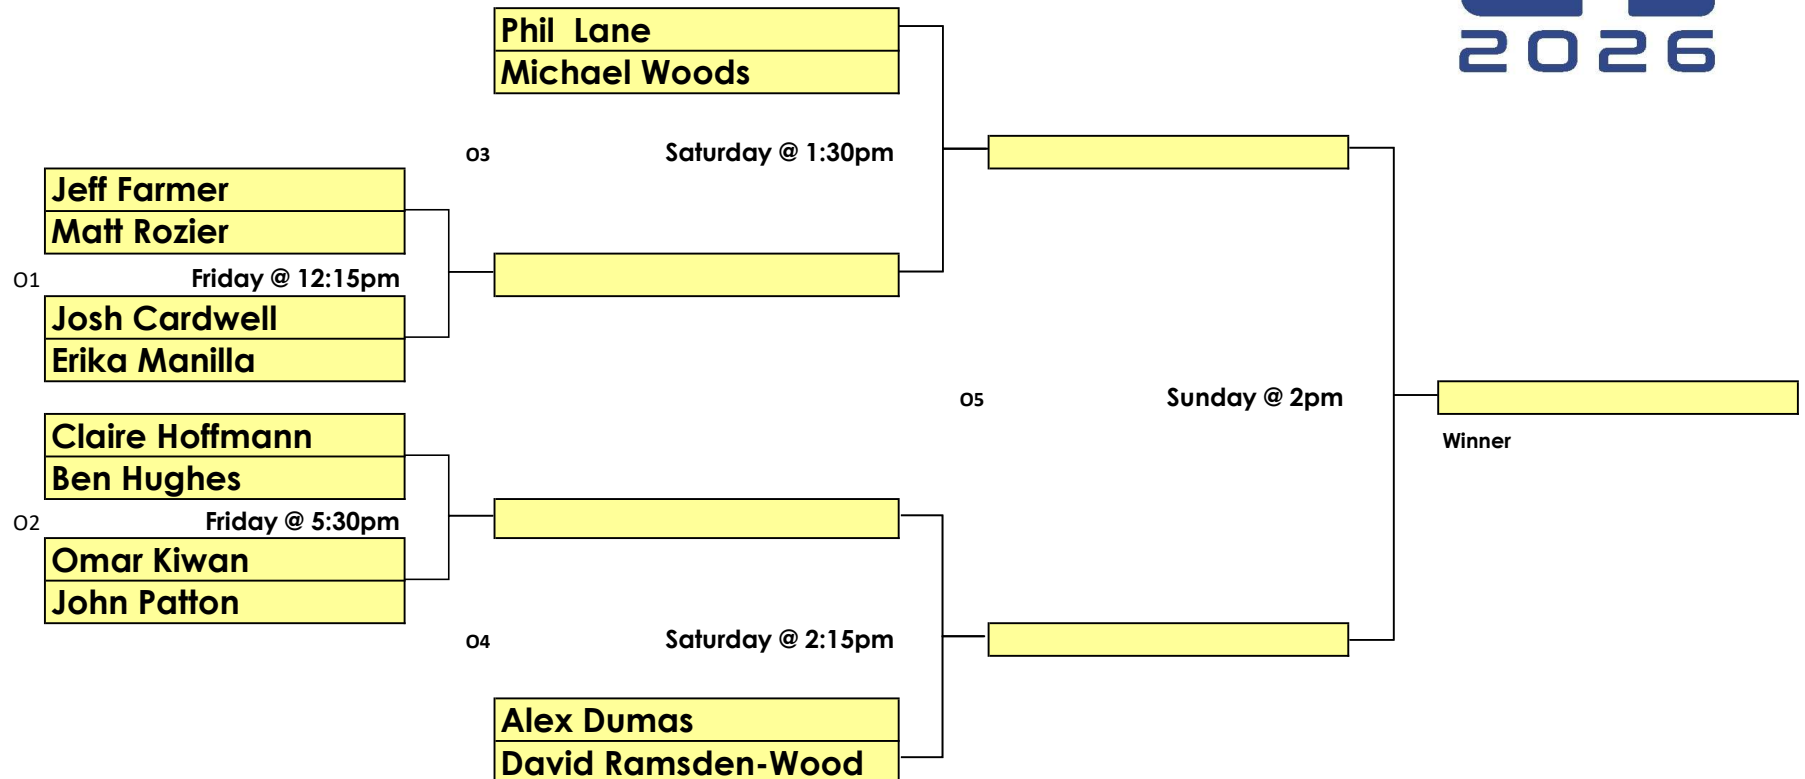 2026
Phil  Lane
Michael Woods
O3
Saturday @ 1:30pm
Jeff Farmer
Matt Rozier
O1
Friday @ 12:15pm
Josh Cardwell
Erika Manilla
O5
Sunday @ 2pm
Winner
Claire Hoffmann
Ben Hughes
O2
Friday @ 5:30pm
Omar Kiwan
John Patton
O4
Saturday @ 2:15pm
Alex Dumas
David Ramsden-Wood